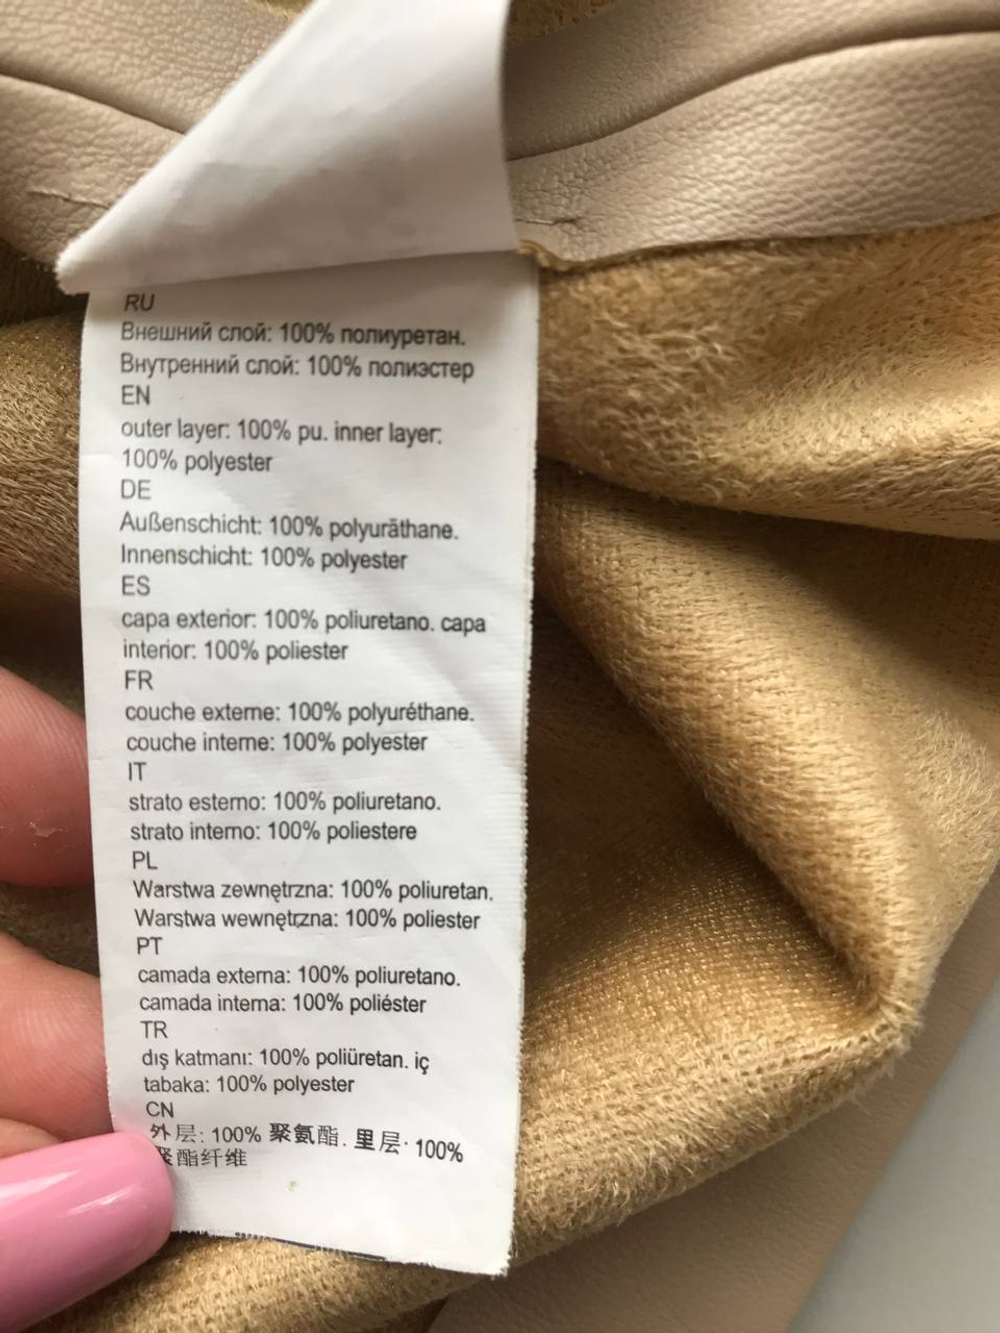 RU
Внешний слой: 100% полиуретан.
Внутренний слой: 100% полиэстер
EN
outer layer: 100% pu. inner layer:
100% polyester
DE
Außenschicht: 100% polyuräthane.
Innenschicht: 100% polyester
ES
capa exterior: 100% poliuretano. capa
interior: 100% poliester
FR
couche externe: 100% polyuréthane.
couche interne: 100% polyester
IT
strato esterno: 100% poliuretano.
strato interno: 100% poliestere
PL
Warstwa zewnętrzna: 100% poliuretan.
Warstwa wewnętrzna: 100% poliester
PT
camada externa: 100% poliuretano.
camada interna: 100% poliéster
TR
dış katmanı: 100% poliüretan. iç
tabaka: 100% polyester
CN
外层: 100% 聚氨酯. 里层: 100%
聚酯纤维